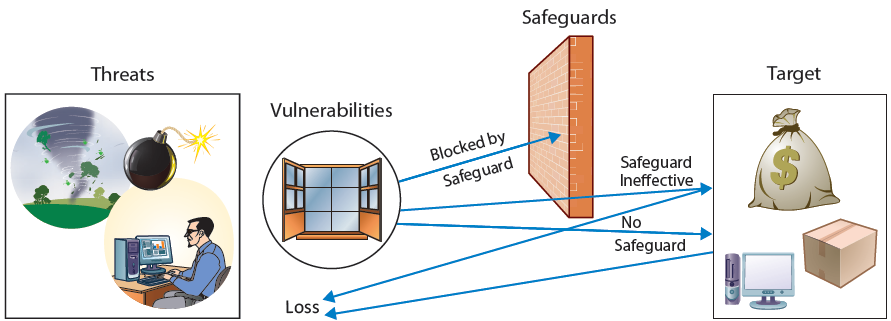 Safeguards
Threats
Target
Vulnerabilities
Blocked by
Safeguard
Safeguard
Ineffective
$
No
Safeguard
Loss